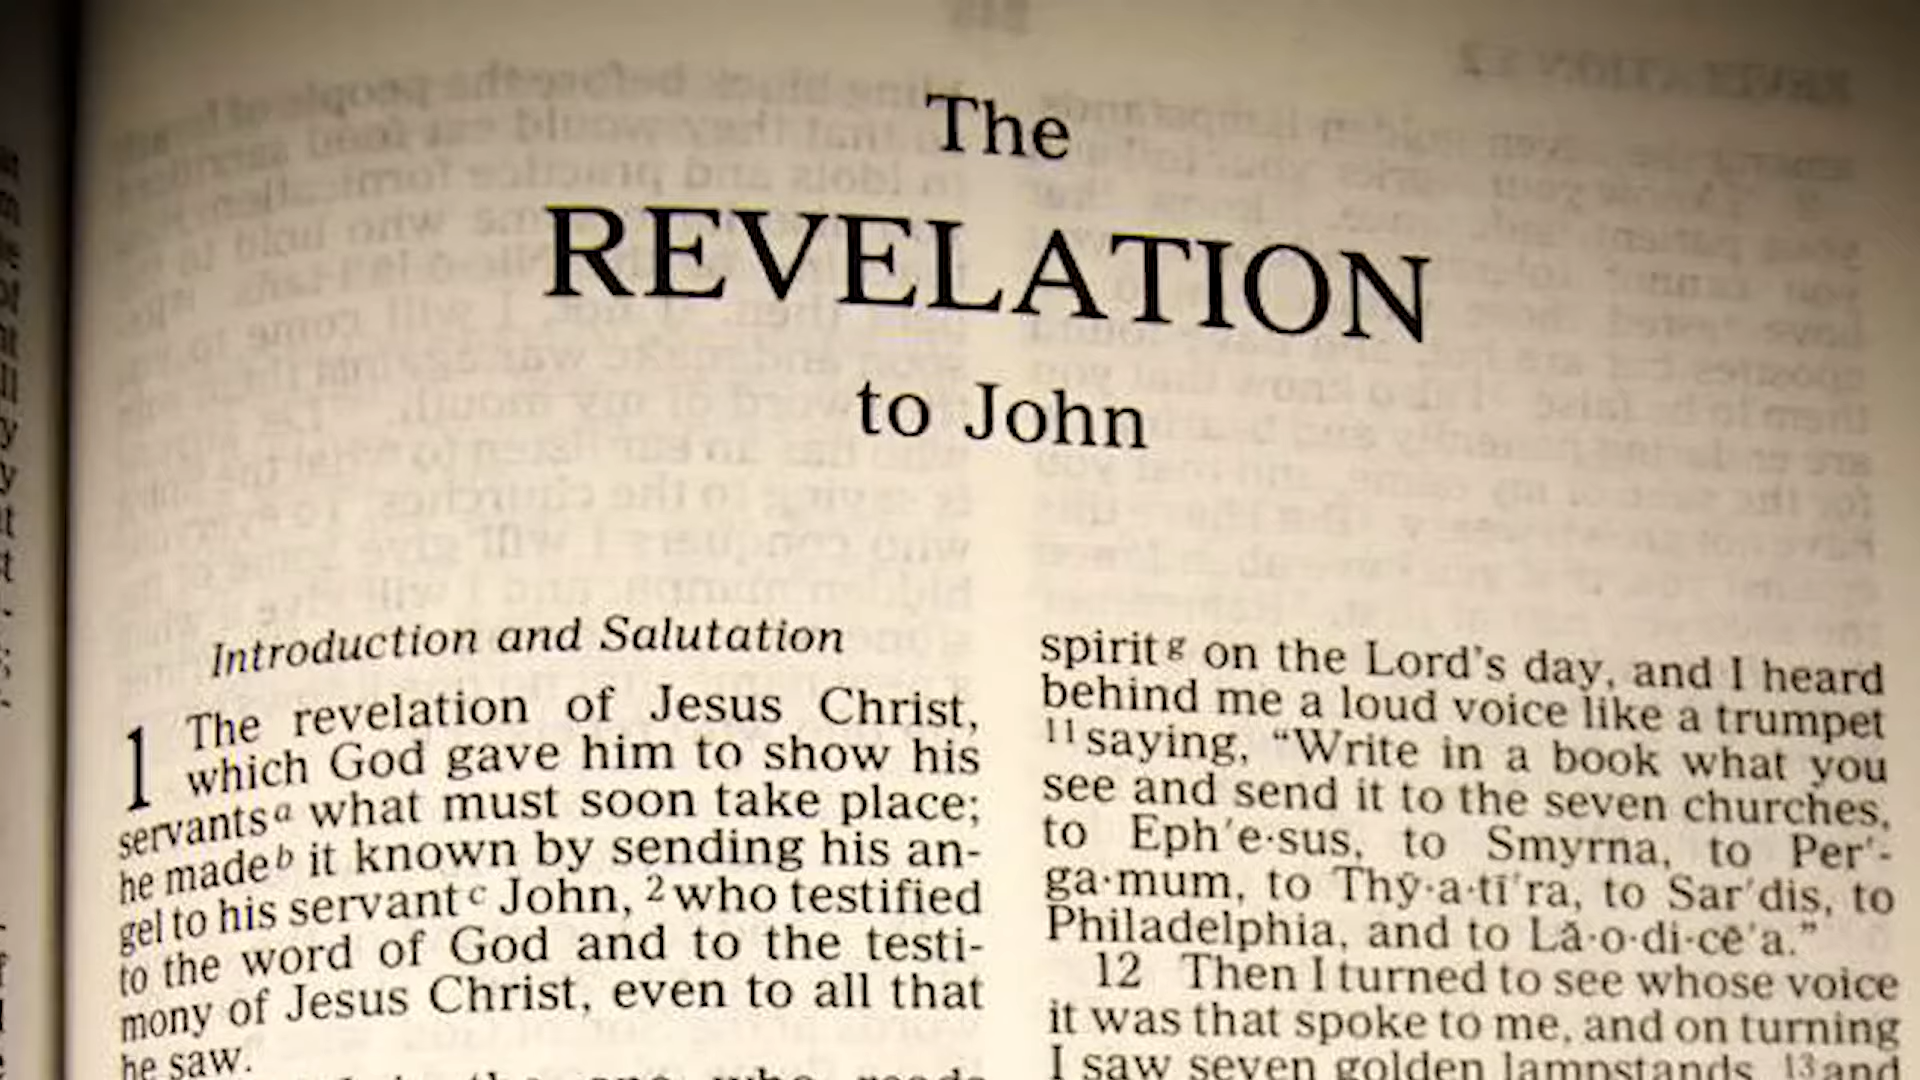 The
REVELATION
to John
Introduction and Salutation
1 The revelation of Jesus Christ,
which God gave him to show his
servants a what must soon take place;
he made b it known by sending his an-
gel to his servant c John, 2 who testified
to the word of God and to the testi-
mony of Jesus Christ, even to all that
he saw.
spirit g on the Lord's day, and I heard
behind me a loud voice like a trumpet
11 saying, “Write in a book what you
see and send it to the seven churches,
to Eph′e·sus, to Smyrna, to Per′-
ga·mum, to Thȳ·a·tī′ra, to Sar′dis, to
Philadelphia, and to Lā·o·di·cē′a.”
12 Then I turned to see whose voice
it was that spoke to me, and on turning
I saw seven golden lampstands, 13 and